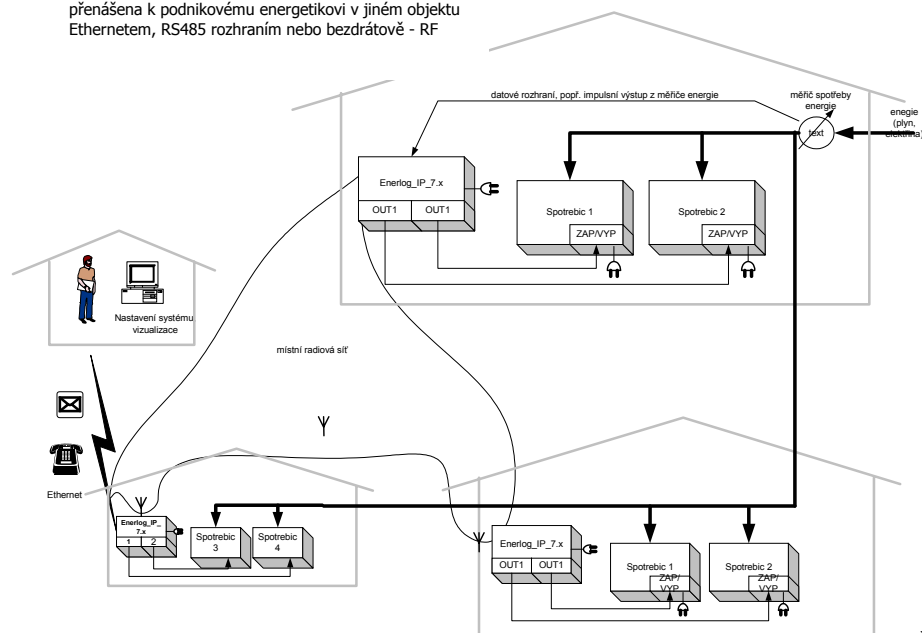 přenášena k podnikovému energetikovi v jiném objektu
Ethernetem, RS485 rozhraním nebo bezdrátově - RF
datové rozhraní, popř. impulsní výstup z měřiče energie
měřič spotřeby
energie
enegie
(plyn,
elektřina)
text
Enerlog_IP_7.x
OUT1 OUT1
Spotrebic 1
ZAP/VYP
Spotrebic 2
ZAP/VYP
Nastavení systému
vizualizace
místní radiová síť
Ethernet
Enerlog_IP_
7.x
1 2
Spotrebic
3
Spotrebic
4
Enerlog_IP_7.x
OUT1 OUT1
Spotrebic 1
ZAP/
VYP
Spotrebic 2
ZAP/
VYP